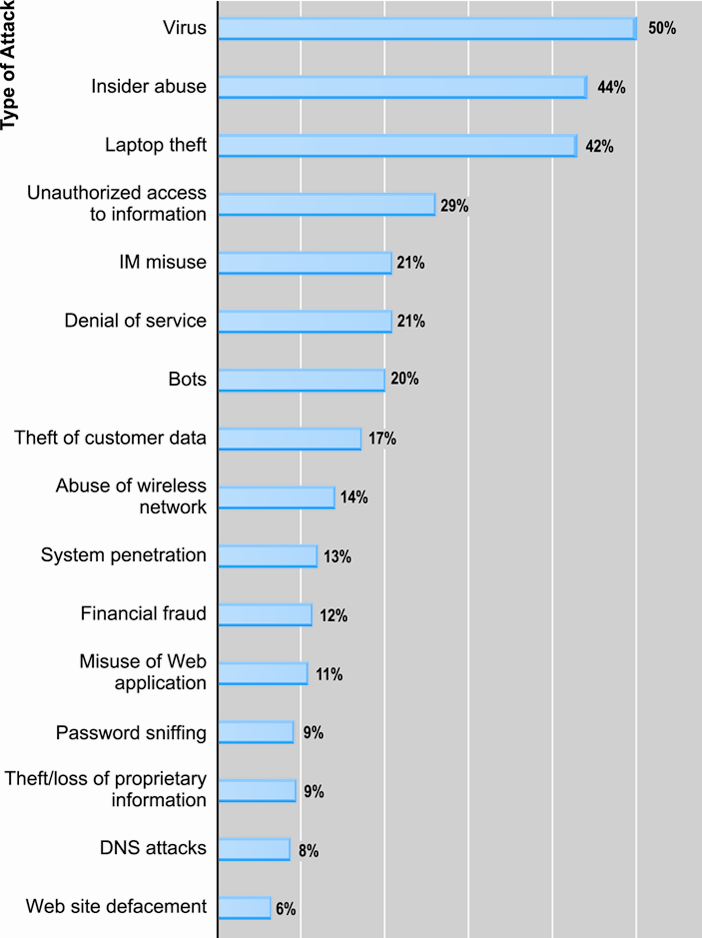 Type of Attack
Virus
50%
Insider abuse
44%
Laptop theft
42%
Unauthorized access
to information
29%
IM misuse
21%
Denial of service
21%
Bots
20%
Theft of customer data
17%
Abuse of wireless
network
14%
System penetration
13%
Financial fraud
12%
Misuse of Web
application
11%
Password sniffing
9%
Theft/loss of proprietary
information
9%
DNS attacks
8%
Web site defacement
6%